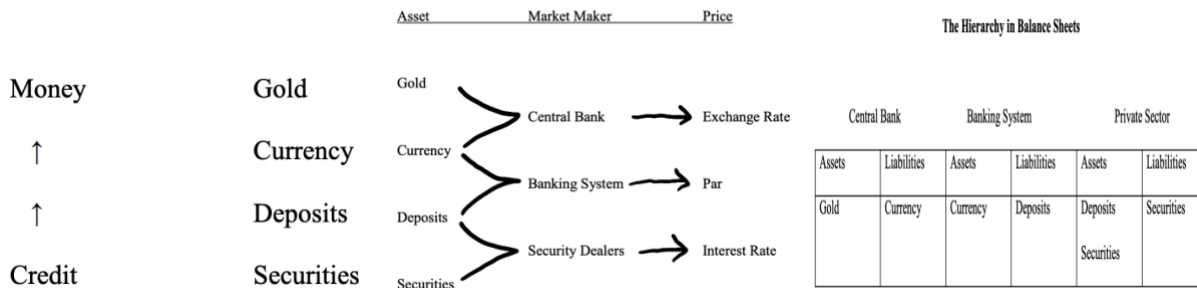 Money
↑
↑
Credit
Gold
Currency
Deposits
Securities
Asset Market Maker Price
Gold
Central Bank Exchange Rate
Currency
Banking System Par
Deposits
Security Dealers Interest Rate
Securities
The Hierarchy in Balance Sheets
Central Bank Banking System Private Sector
Assets Liabilities Assets Liabilities Assets Liabilities
Gold Currency Currency Deposits Deposits Securities
Securities